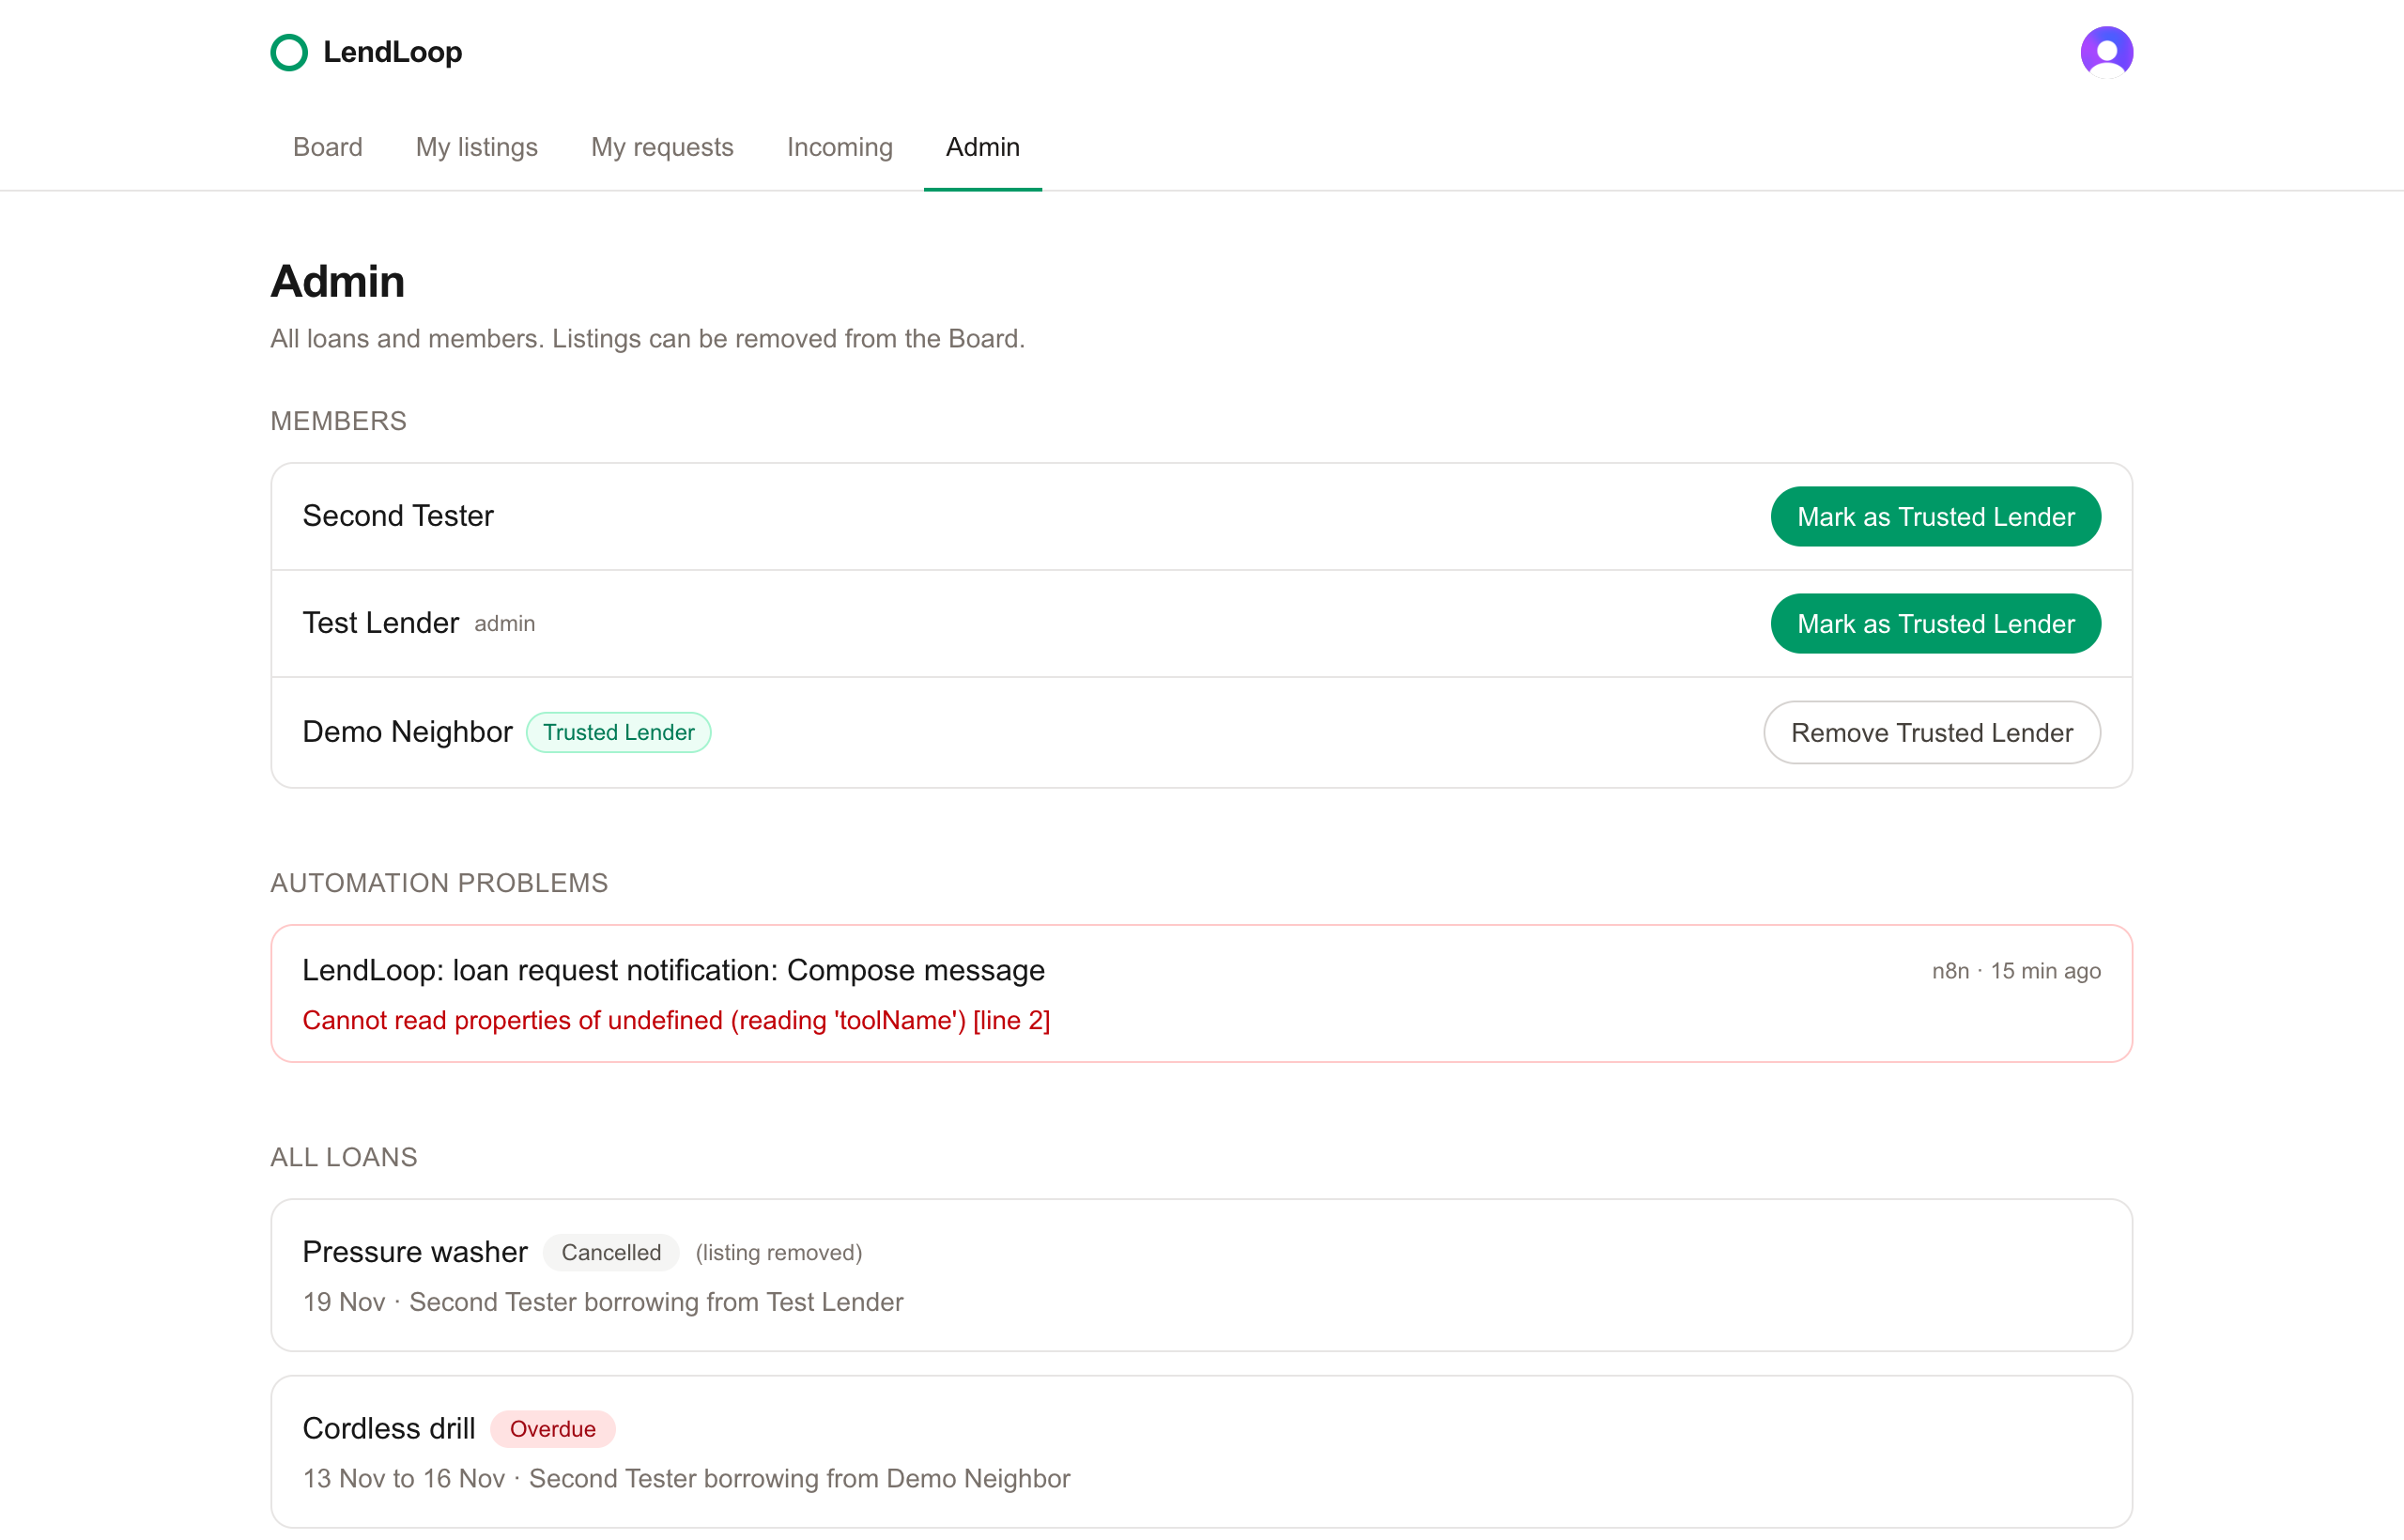 LendLoop
Board My listings My requests Incoming Admin
Admin
All loans and members. Listings can be removed from the Board.
MEMBERS
Second Tester Mark as Trusted Lender
Test Lender admin Mark as Trusted Lender
Demo Neighbor Trusted Lender Remove Trusted Lender
AUTOMATION PROBLEMS
LendLoop: loan request notification: Compose message n8n · 15 min ago
Cannot read properties of undefined (reading 'toolName') [line 2]
ALL LOANS
Pressure washer Cancelled (listing removed)
19 Nov · Second Tester borrowing from Test Lender
Cordless drill Overdue
13 Nov to 16 Nov · Second Tester borrowing from Demo Neighbor